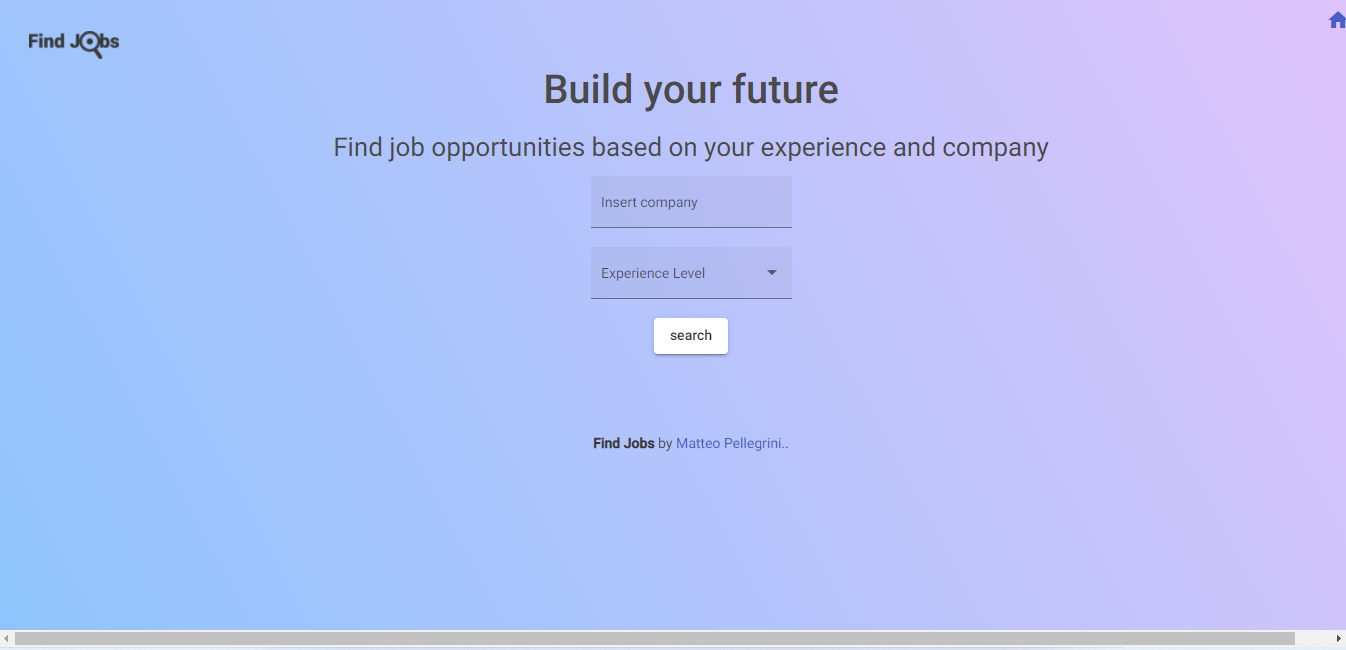 Find Jobs
Build your future
Find job opportunities based on your experience and company
Insert company
Experience Level
search
Find Jobs by Matteo Pellegrini..